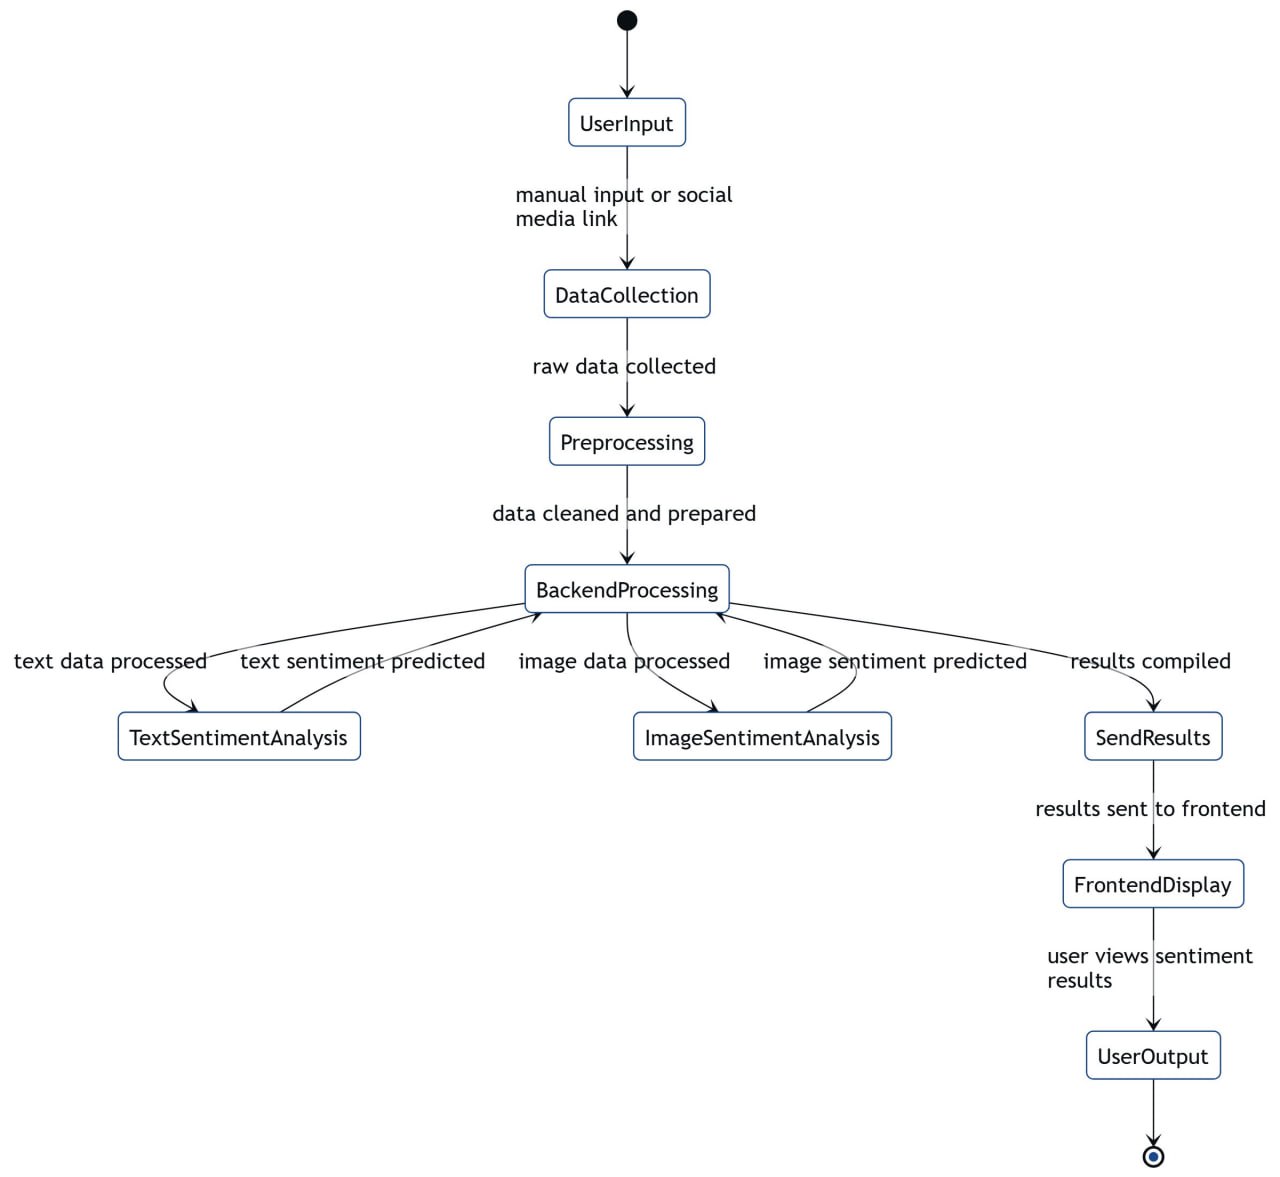 UserInput
manual input or social
media link
DataCollection
raw data collected
Preprocessing
data cleaned and prepared
BackendProcessing
text data processed
text sentiment predicted
image data processed
image sentiment predicted
results compiled
TextSentimentAnalysis
ImageSentimentAnalysis
SendResults
results sent to frontend
FrontendDisplay
user views sentiment
results
UserOutput